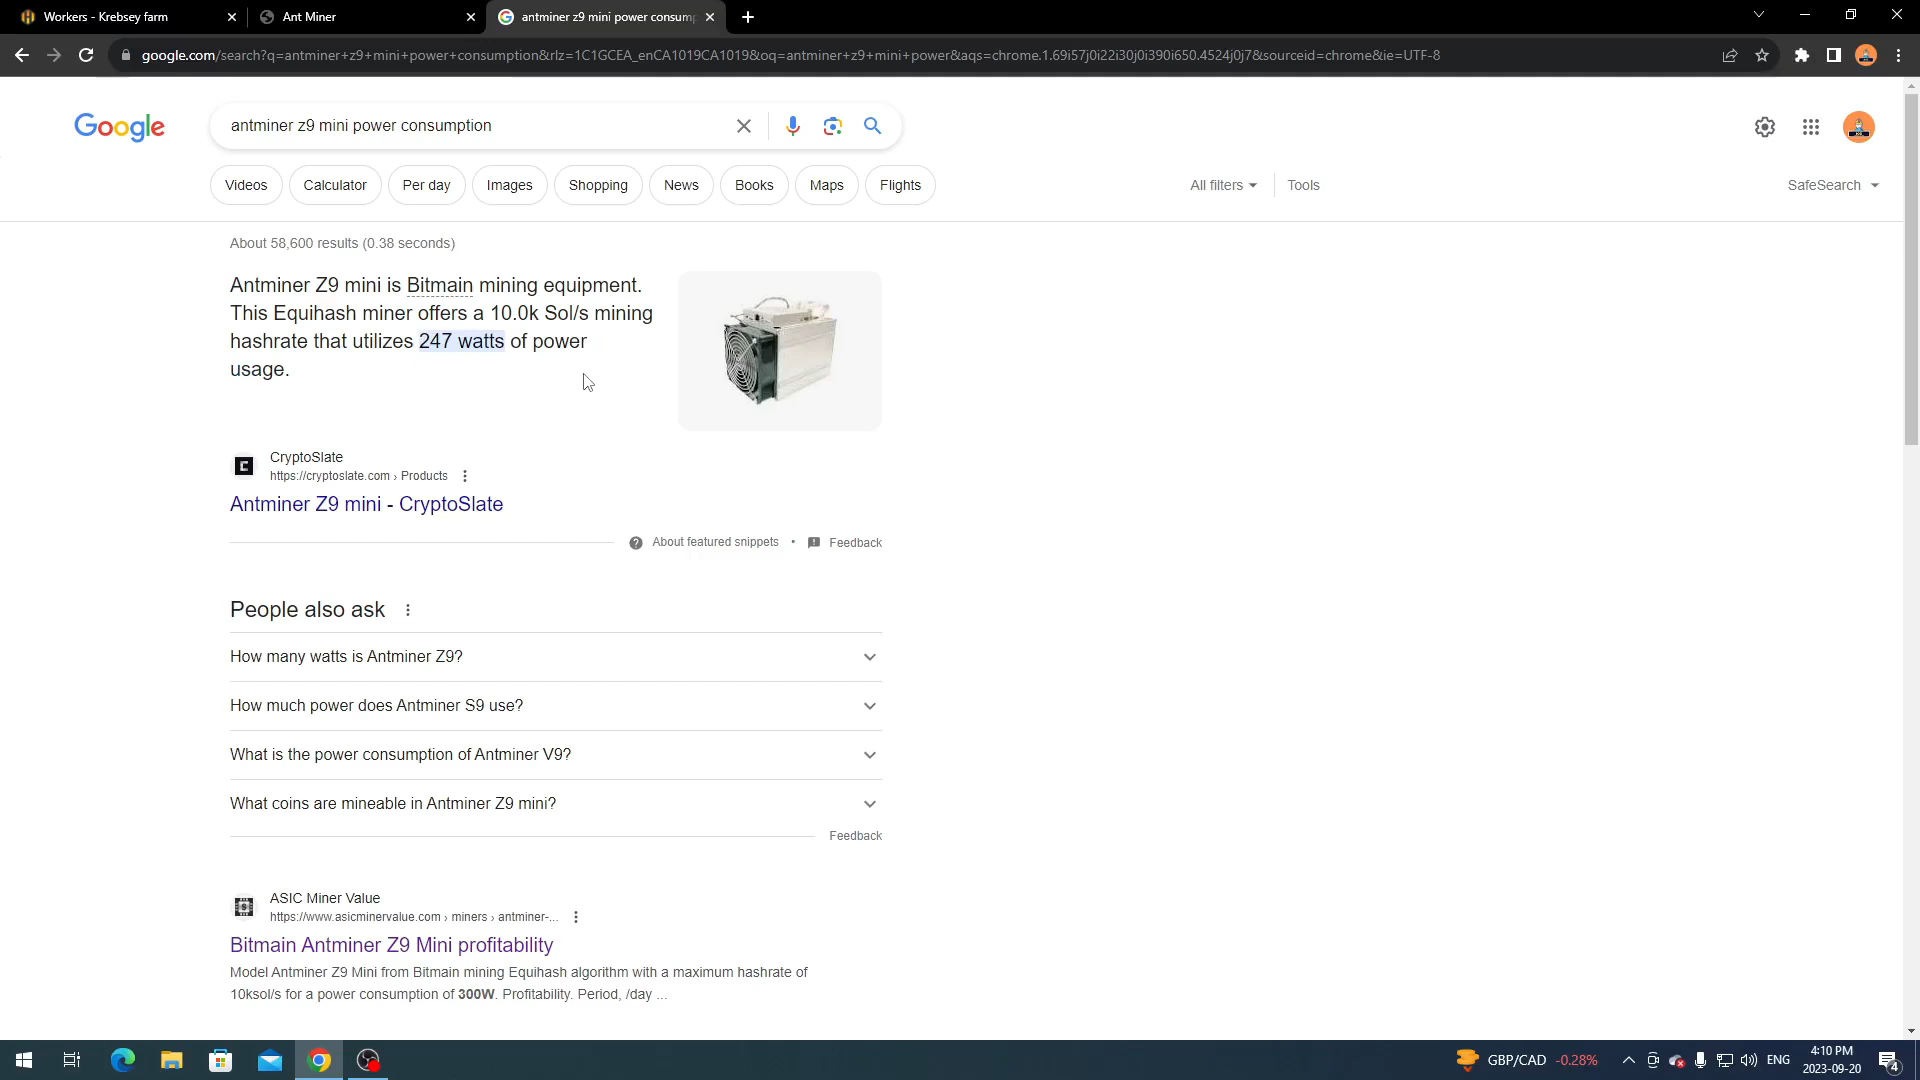 Workers - Krebsey farm
Ant Miner
antminer z9 mini power consum
google.com/search?q=antminer+z9+mini+power+consumption&rlz=1C1GCEA_enCA1019CA1019&oq=antminer+z9+mini+power&aqs=chrome.1.69i57j0i22i30j0i390i650.4524j0j7&sourceid=chrome&ie=UTF-8
Google
antminer z9 mini power consumption
Videos
Calculator
Per day
Images
Shopping
News
Books
Maps
Flights
All filters
Tools
SafeSearch
About 58,600 results (0.38 seconds)
Antminer Z9 mini is Bitmain mining equipment.
This Equihash miner offers a 10.0k Sol/s mining
hashrate that utilizes 247 watts of power
usage.
CryptoSlate
https://cryptoslate.com › Products
Antminer Z9 mini - CryptoSlate
About featured snippets • Feedback
People also ask
How many watts is Antminer Z9?
How much power does Antminer S9 use?
What is the power consumption of Antminer V9?
What coins are mineable in Antminer Z9 mini?
Feedback
ASIC Miner Value
https://www.asicminervalue.com › miners › antminer-...
Bitmain Antminer Z9 Mini profitability
Model Antminer Z9 Mini from Bitmain mining Equihash algorithm with a maximum hashrate of
10ksol/s for a power consumption of 300W. Profitability. Period, /day ...
GBP/CAD -0.28%
ENG
4:10 PM
2023-09-20
4